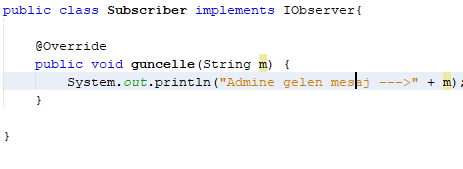 public class Subscriber implements IObserver{
@Override
public void guncelle(String m) {
System.out.println("Admine gelen mesaj --->" + m);
}
}